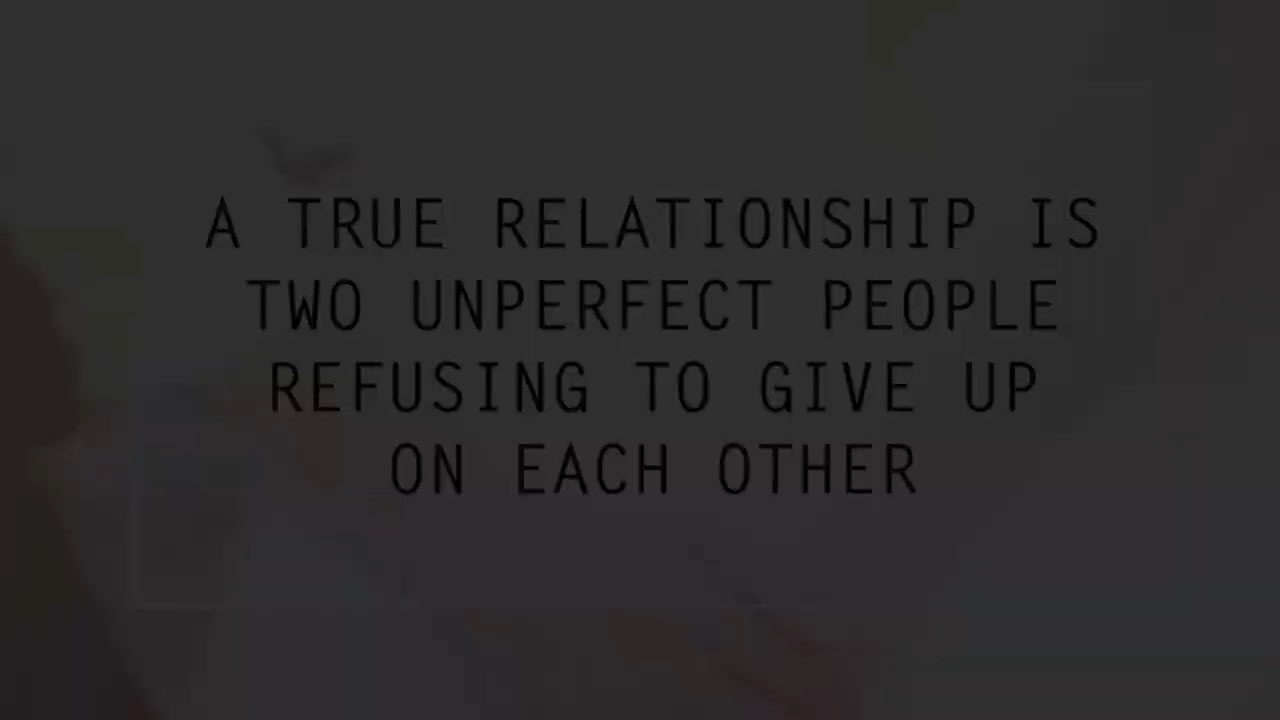 A TRUE RELATIONSHIP IS
TWO UNPERFECT PEOPLE
REFUSING TO GIVE UP
ON EACH OTHER